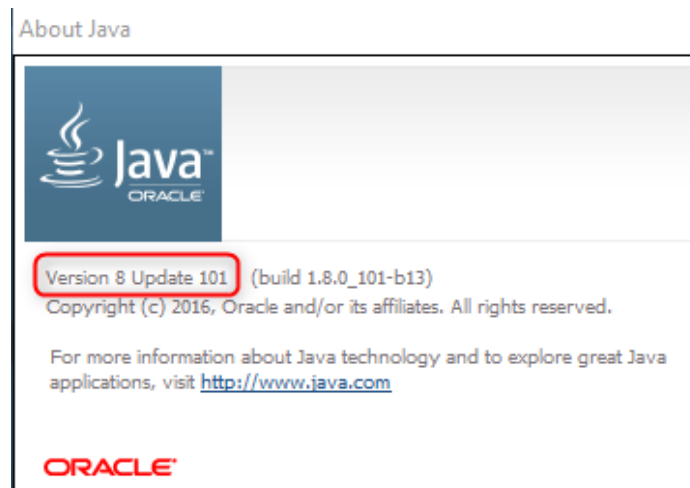 About Java
Java™
ORACLE®
Version 8 Update 101 (build 1.8.0_101-b13)
Copyright (c) 2016, Oracle and/or its affiliates. All rights reserved.
For more information about Java technology and to explore great Java
applications, visit http://www.java.com
ORACLE®